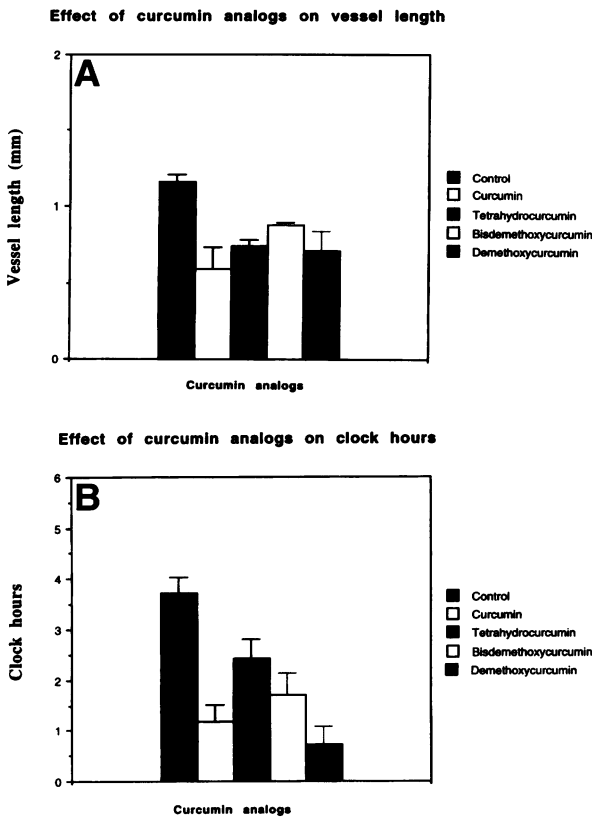 Effect of curcumin analogs on vessel length
A
2
1
0
Vessel length (mm)
Curcumin analogs
Control
Curcumin
Tetrahydrocurcumin
Bisdemethoxycurcumin
Demethoxycurcumin
Effect of curcumin analogs on clock hours
B
6
5
4
3
2
1
0
Clock hours
Curcumin analogs
Control
Curcumin
Tetrahydrocurcumin
Bisdemethoxycurcumin
Demethoxycurcumin